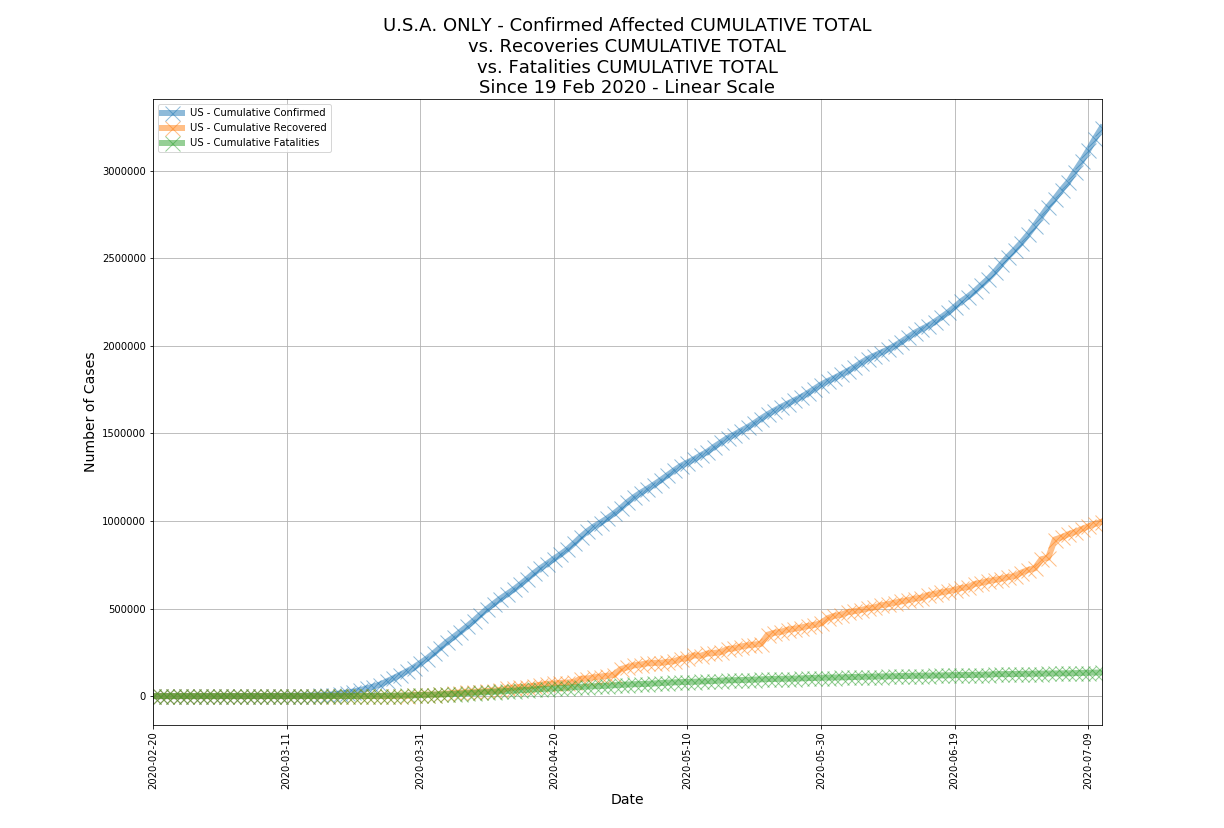 U.S.A. ONLY - Confirmed Affected CUMULATIVE TOTAL
vs. Recoveries CUMULATIVE TOTAL
vs. Fatalities CUMULATIVE TOTAL
Since 19 Feb 2020 - Linear Scale
US - Cumulative Confirmed
US - Cumulative Recovered
US - Cumulative Fatalities
Number of Cases
3000000
2500000
2000000
1500000
1000000
500000
0
2020-02-20
2020-03-11
2020-03-31
2020-04-20
2020-05-10
2020-05-30
2020-06-19
2020-07-09
Date